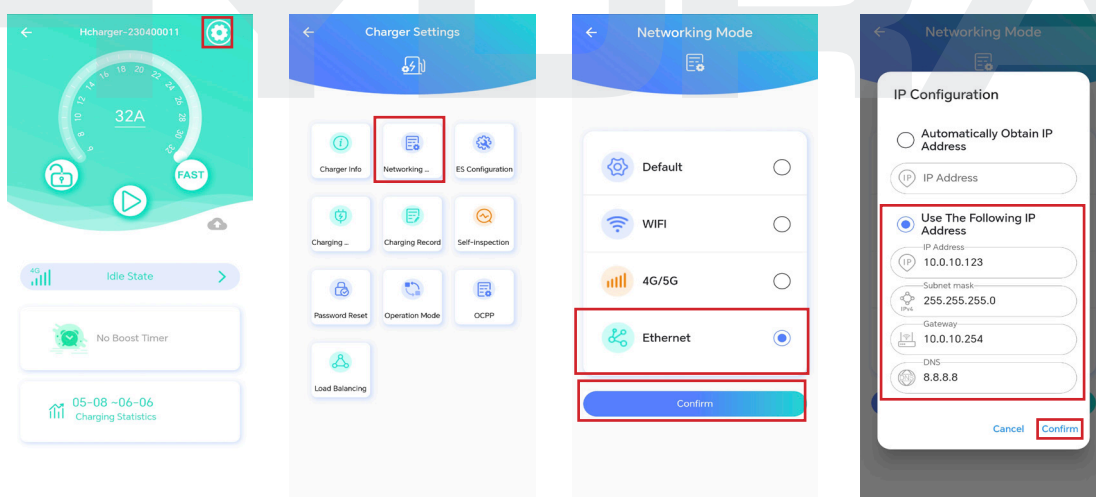 Hcharger-230400011
6
8
10
12
14
16
18
20
22
24
26
28
30
32
32A
FAST
4G
Idle State
No Boost Timer
05-08 ~06-06
Charging Statistics
Charger Settings
Charger Info
Networking ...
ES Configuration
Charging ...
Charging Record
Self-inspection
Password Reset
Operation Mode
OCPP
Load Balancing
Networking Mode
Default
WIFI
4G/5G
Ethernet
Confirm
Networking Mode
IP Configuration
Automatically Obtain IP
Address
IP
IP Address
Use The Following IP
Address
IP Address
IP
10.0.10.123
Subnet mask
IPv4
255.255.255.0
Gateway
10.0.10.254
DNS
8.8.8.8
Cancel
Confirm